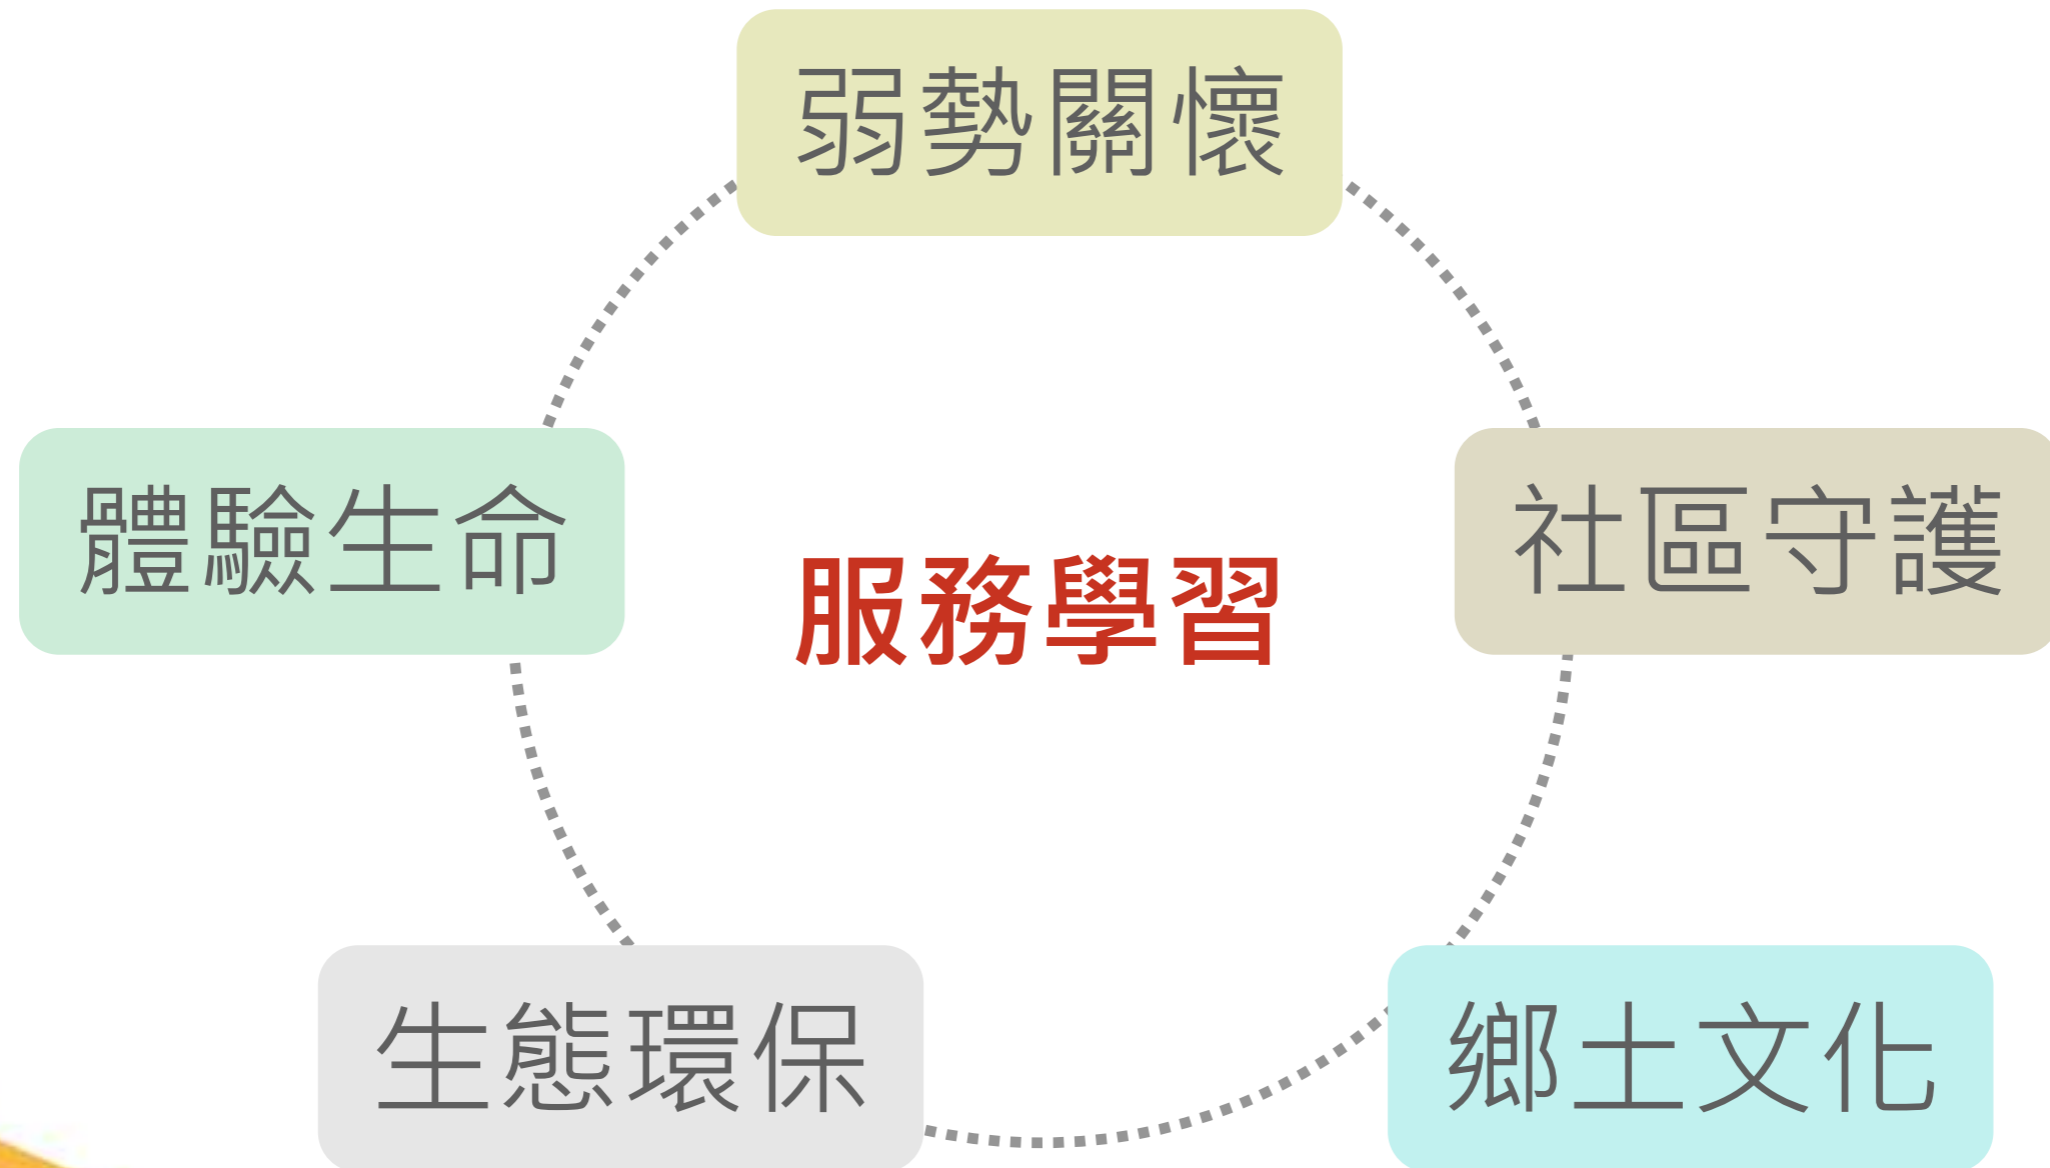 弱勢關懷
體驗生命
社區守護
服務學習
生態環保
鄉土文化